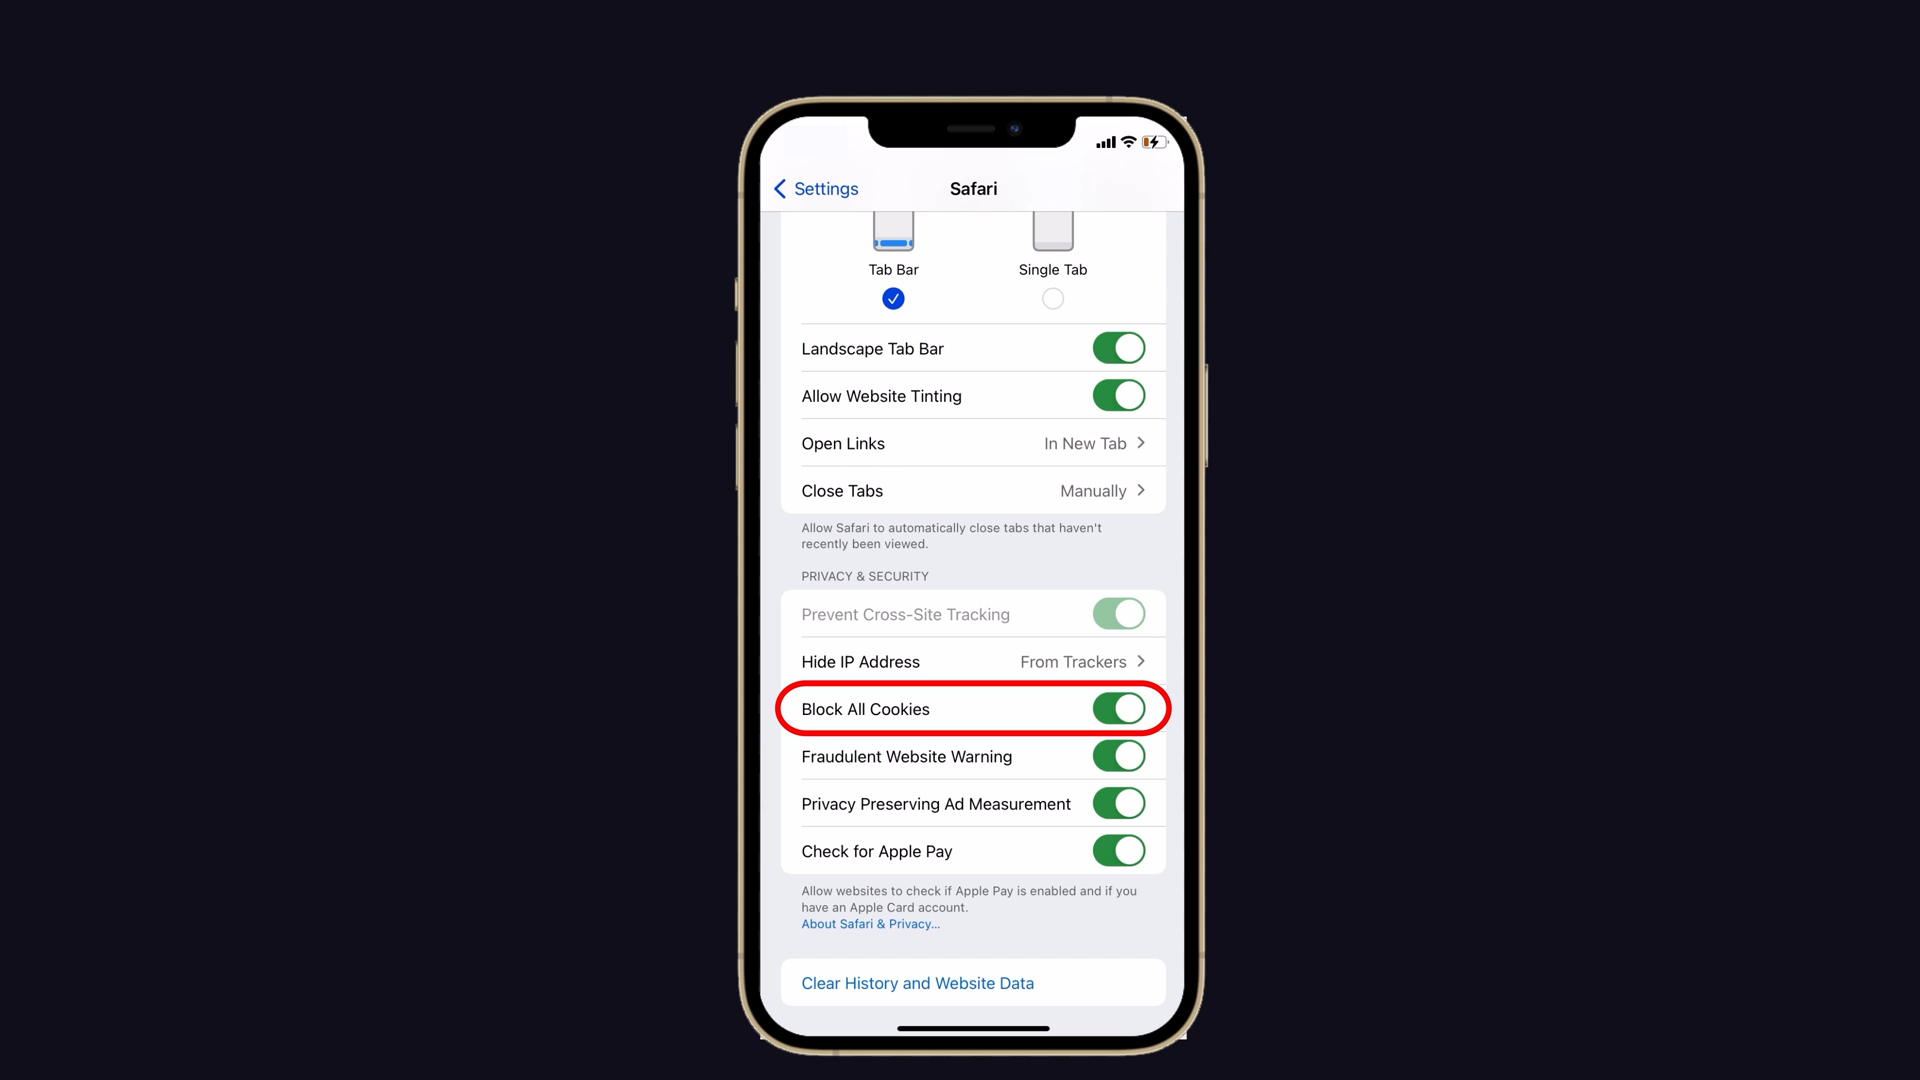 Settings
Safari
Tab Bar
Single Tab
Landscape Tab Bar
Allow Website Tinting
Open Links
In New Tab
Close Tabs
Manually
Allow Safari to automatically close tabs that haven't
recently been viewed.
PRIVACY & SECURITY
Prevent Cross-Site Tracking
Hide IP Address
From Trackers
Block All Cookies
Fraudulent Website Warning
Privacy Preserving Ad Measurement
Check for Apple Pay
Allow websites to check if Apple Pay is enabled and if you
have an Apple Card account.
About Safari & Privacy...
Clear History and Website Data